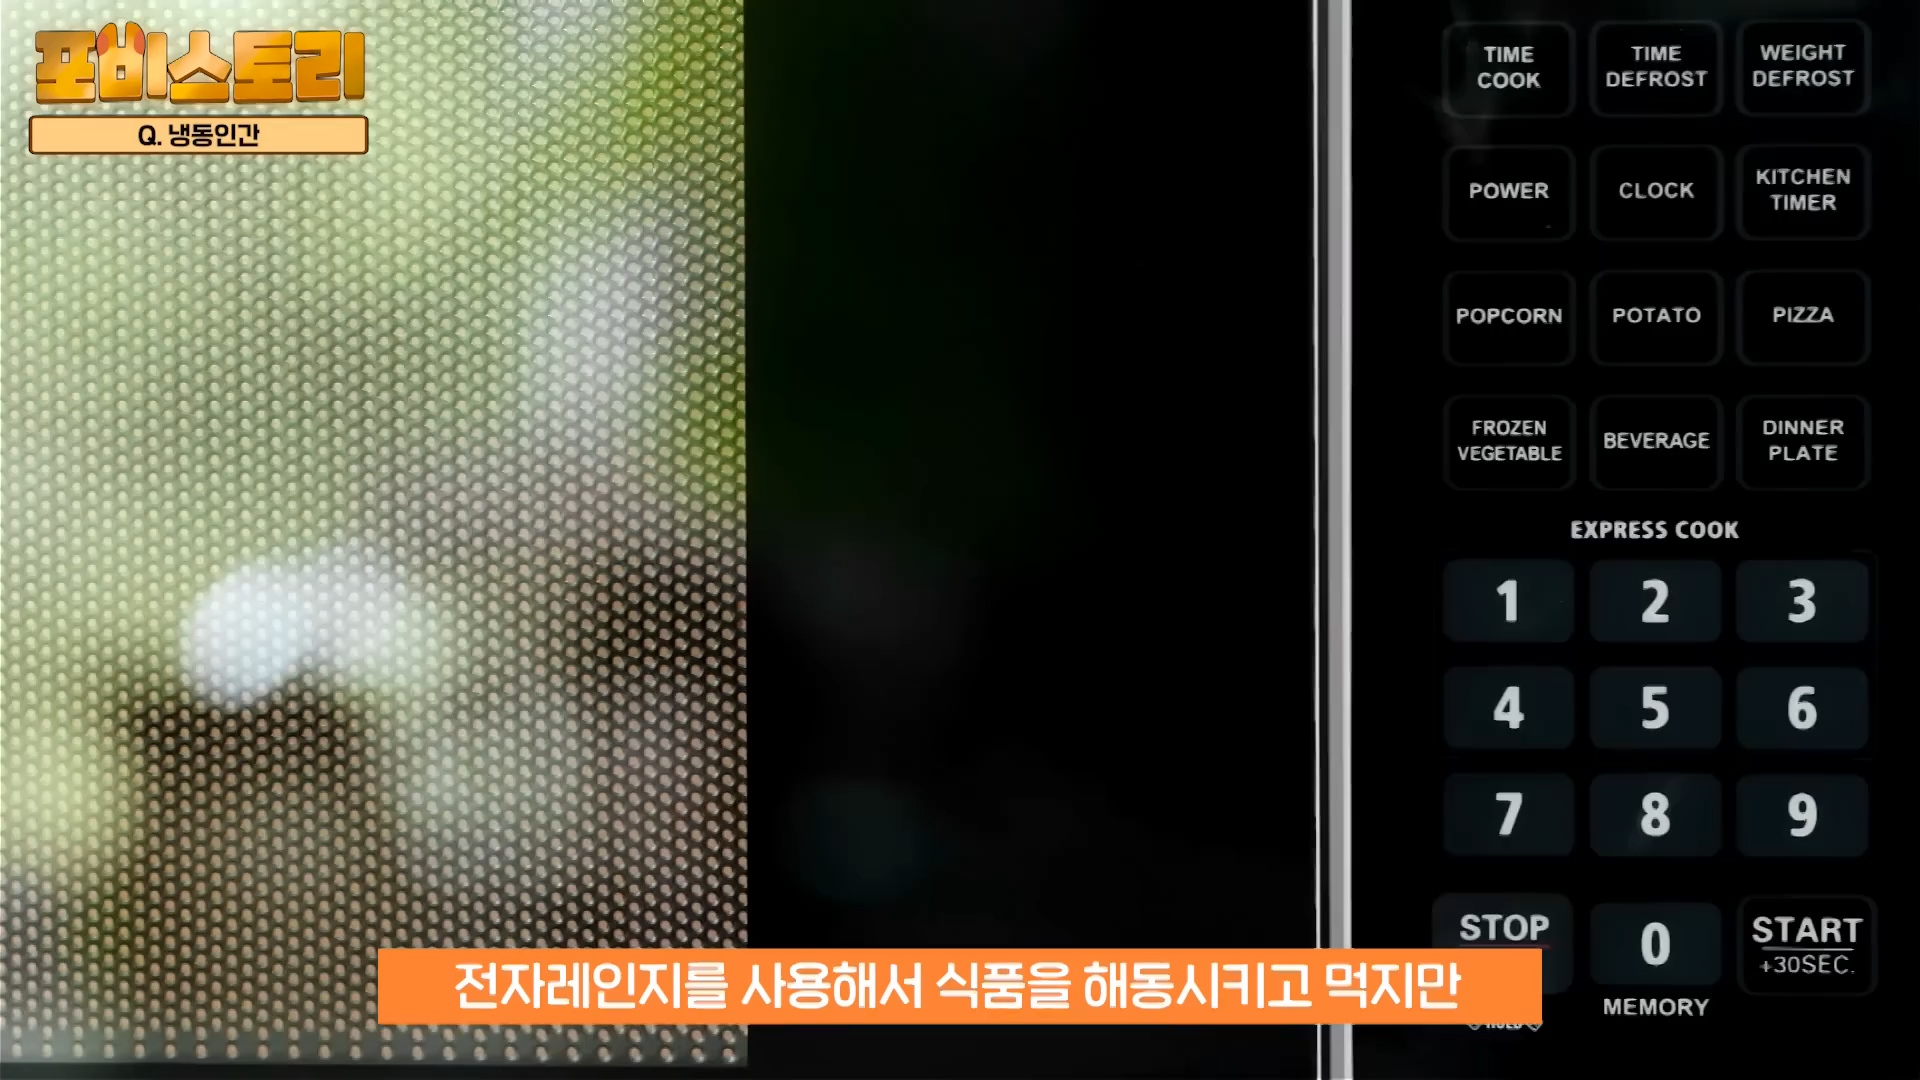 포비스토리
Q. 냉동인간
TIME
COOK
TIME
DEFROST
WEIGHT
DEFROST
POWER
CLOCK
KITCHEN
TIMER
POPCORN
POTATO
PIZZA
FROZEN
VEGETABLE
BEVERAGE
DINNER
PLATE
EXPRESS COOK
1
2
3
4
5
6
7
8
9
STOP
0
START
+30SEC.
MEMORY
전자레인지를 사용해서 식품을 해동시키고 먹지만